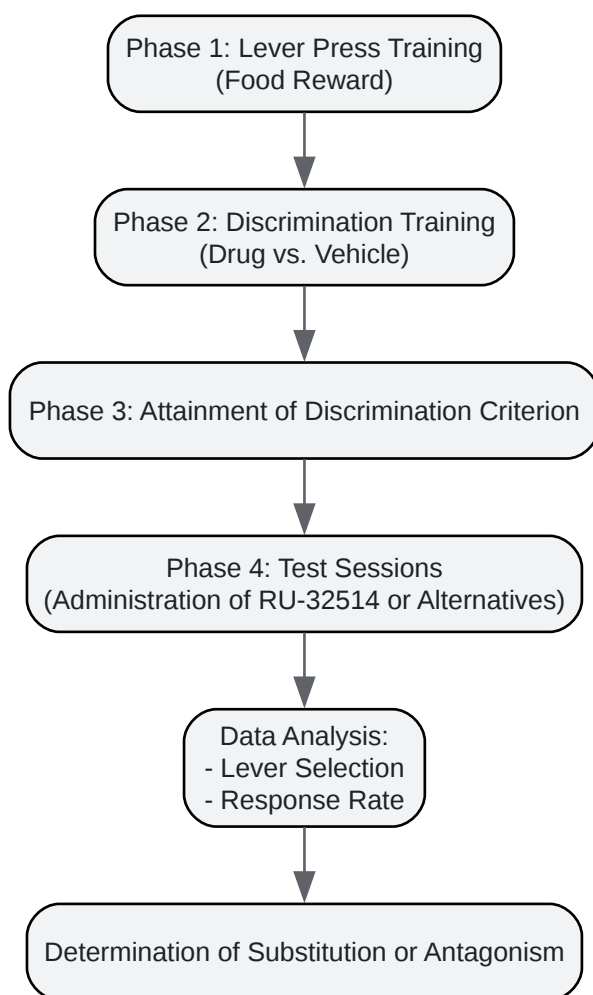 Phase 1: Lever Press Training
(Food Reward)
Phase 2: Discrimination Training
(Drug vs. Vehicle)
Phase 3: Attainment of Discrimination Criterion
Phase 4: Test Sessions
(Administration of RU-32514 or Alternatives)
Data Analysis:
- Lever Selection
- Response Rate
Determination of Substitution or Antagonism